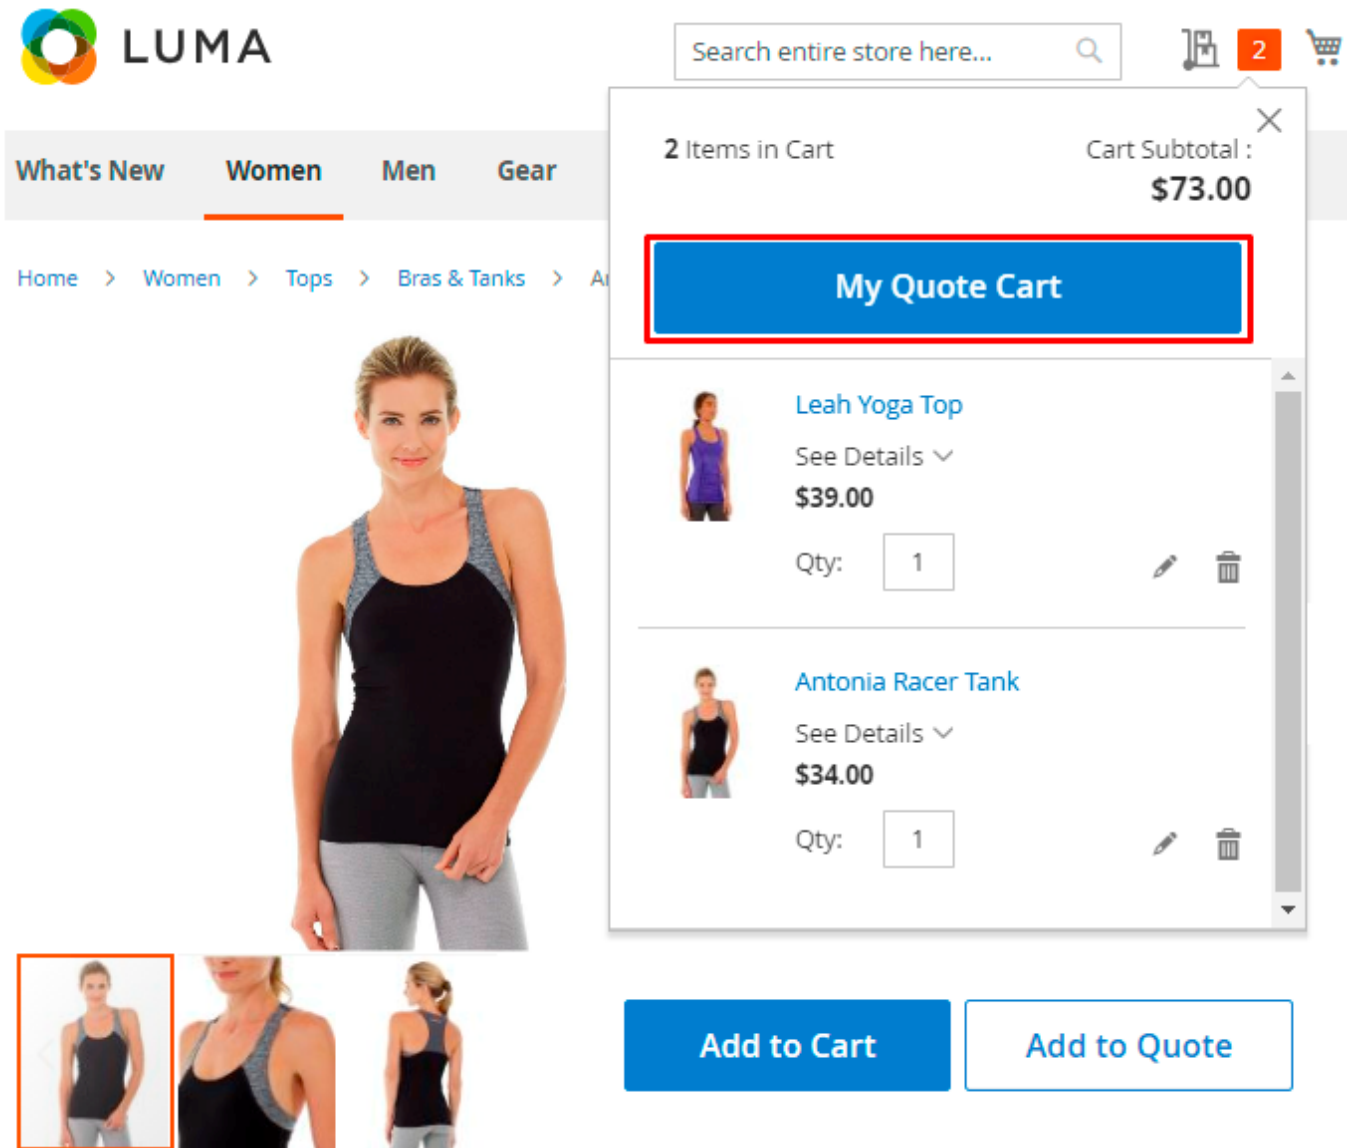 LUMA
Search entire store here...
2
What's New Women Men Gear
2 Items in Cart
Cart Subtotal :
$73.00
My Quote Cart
Home > Women > Tops > Bras & Tanks >
Leah Yoga Top
See Details
$39.00
Qty: 1
Antonia Racer Tank
See Details
$34.00
Qty: 1
Add to Cart
Add to Quote